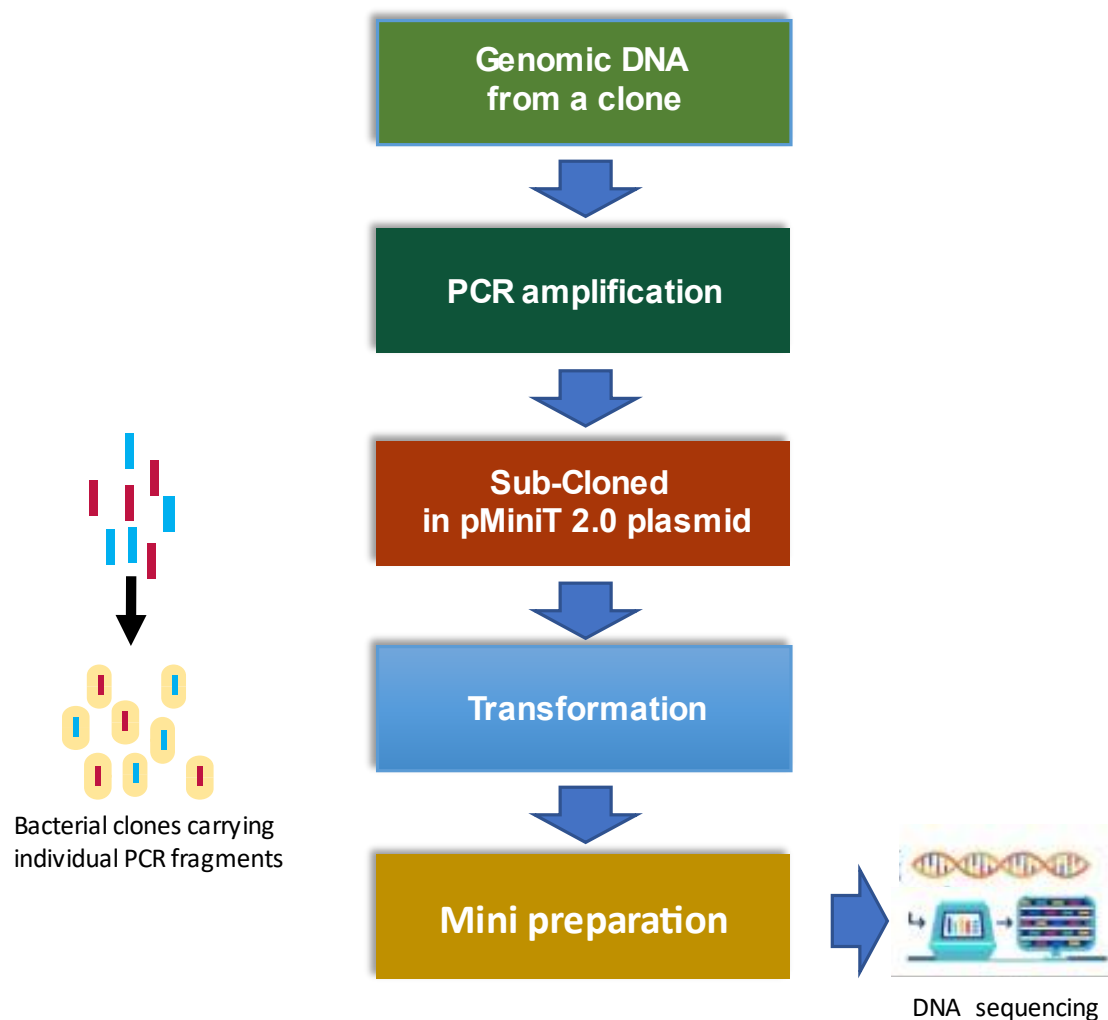 Genomic DNA
from a clone
PCR amplification
Sub-Cloned
in pMiniT 2.0 plasmid
Transformation
Bacterial clones carrying
individual PCR fragments
Mini preparation
DNA sequencing